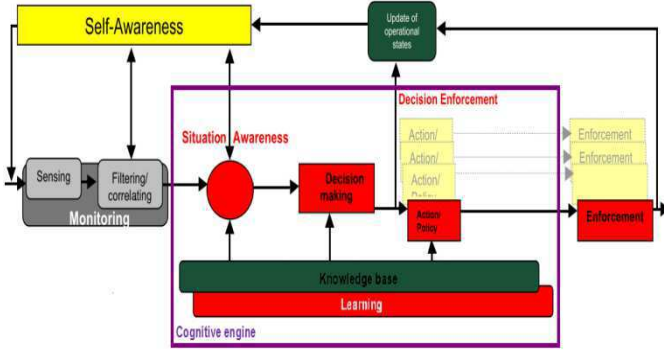 Self-Awareness
Update of
operational
states
Decision Enforcement
Situation Awareness
Action/
Enforcement
Action/
Enforcement
Action/
Sensing
Filtering/
correlating
Monitoring
Decision
making
Action/
Policy
Enforcement
Knowledge base
Learning
Cognitive engine